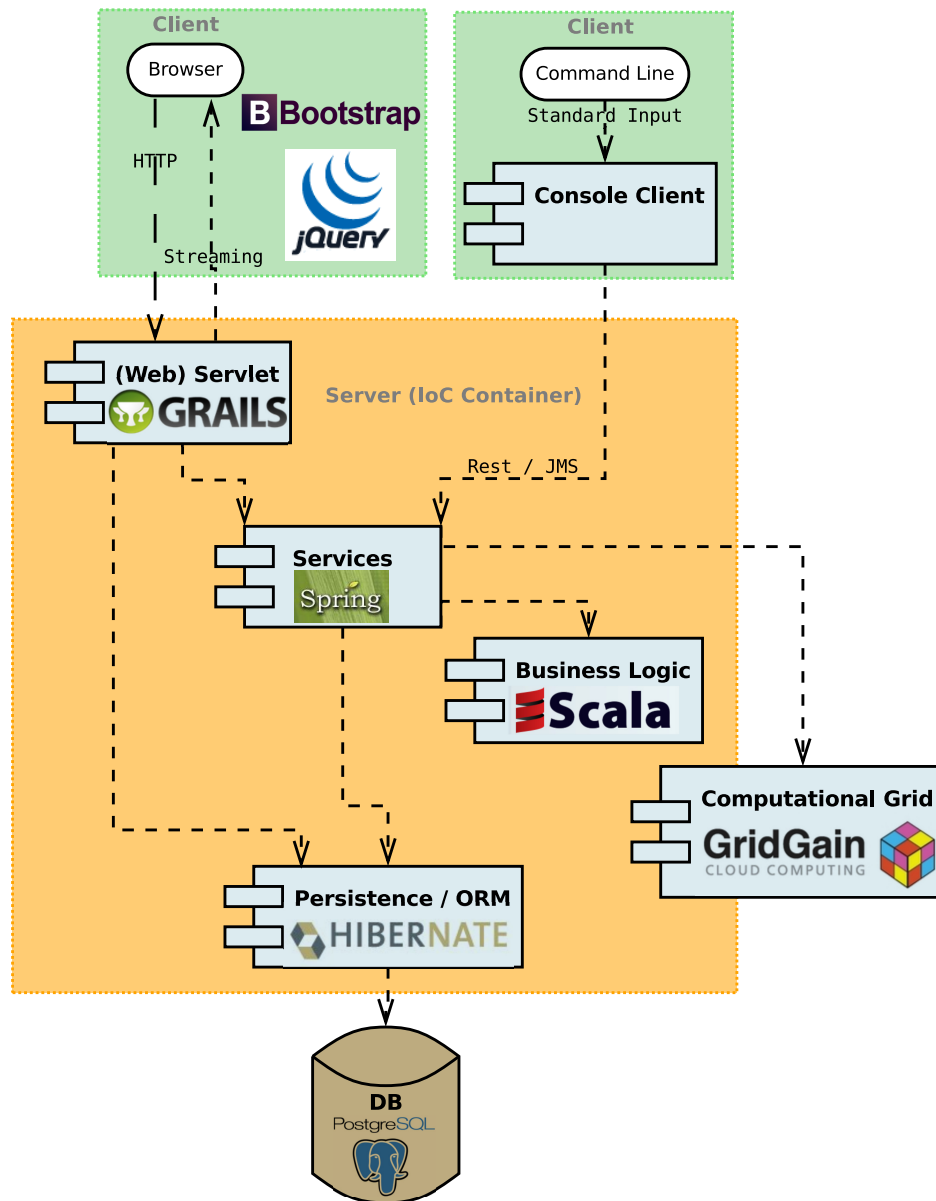 Client
Browser
B Bootstrap
HTTP
jQuery
Streaming
Client
Command Line
Standard Input
Console Client
(Web) Servlet
GRAILS
Server (IoC Container)
Rest / JMS
Services
Spring
Business Logic
Scala
Computational Grid
GridGain
CLOUD COMPUTING
Persistence / ORM
HIBERNATE
DB
PostgreSQL